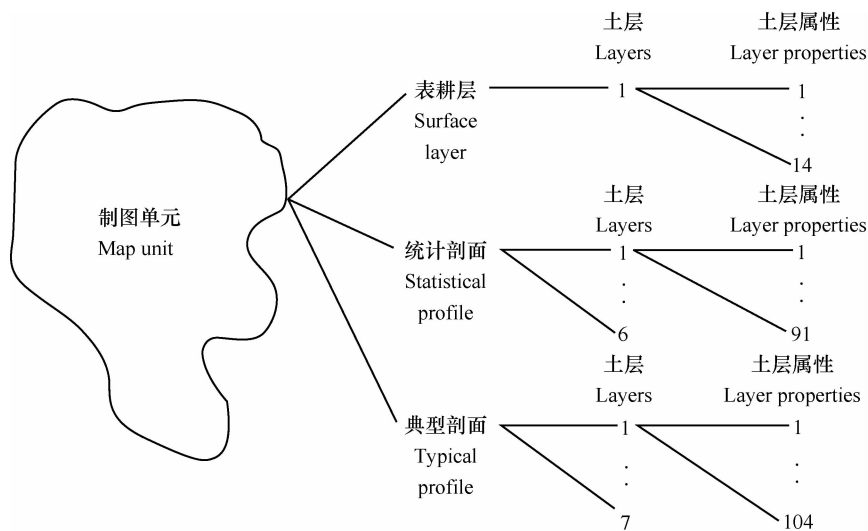 土层 土层属性
Layers Layer properties
表耕层 1 1
Surface
layer
14
制图单元
Map unit
土层 土层属性
Layers Layer properties
统计剖面 1 1
Statistical
profile
6 91
土层 土层属性
Layers Layer properties
典型剖面 1 1
Typical
profile
7 104